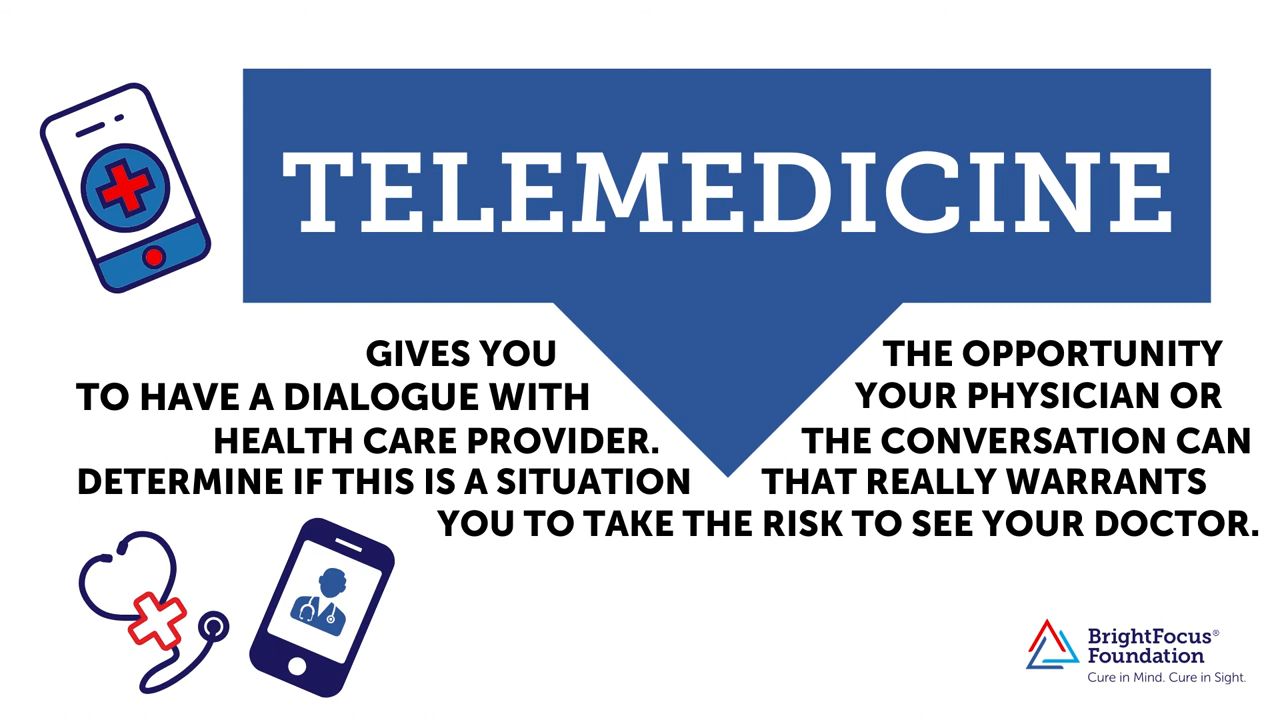 TELEMEDICINE
GIVES YOU THE OPPORTUNITY
TO HAVE A DIALOGUE WITH YOUR PHYSICIAN OR
HEALTH CARE PROVIDER. THE CONVERSATION CAN
DETERMINE IF THIS IS A SITUATION THAT REALLY WARRANTS
YOU TO TAKE THE RISK TO SEE YOUR DOCTOR.
BrightFocus®
Foundation
Cure in Mind. Cure in Sight.